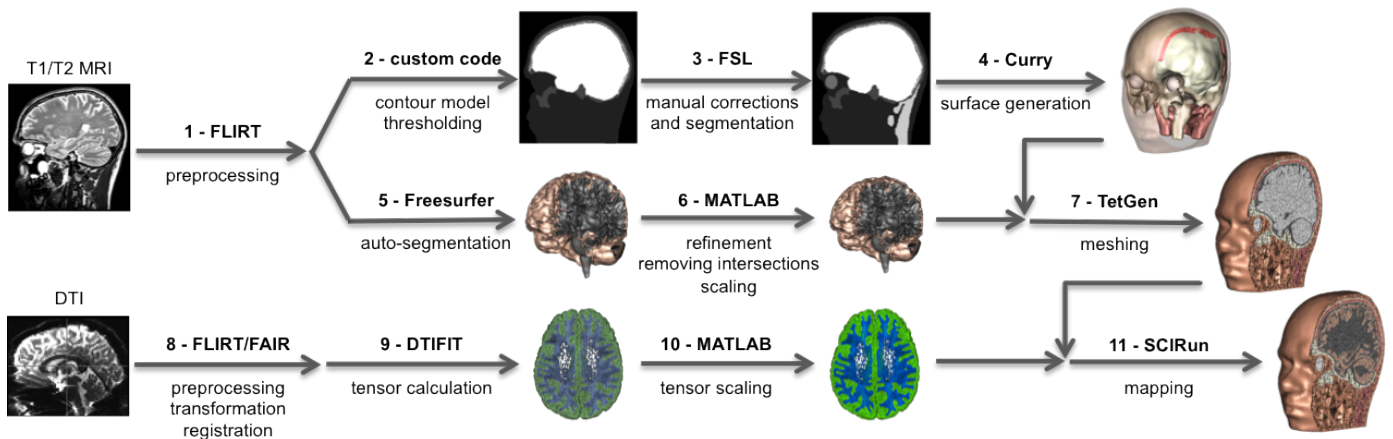 T1/T2 MRI
1 - FLIRT
preprocessing
2 - custom code
contour model
thresholding
3 - FSL
manual corrections
and segmentation
4 - Curry
surface generation
5 - Freesurfer
auto-segmentation
6 - MATLAB
refinement
removing intersections
scaling
7 - TetGen
meshing
DTI
8 - FLIRT/FAIR
preprocessing
transformation
registration
9 - DTIFIT
tensor calculation
10 - MATLAB
tensor scaling
11 - SCIRun
mapping